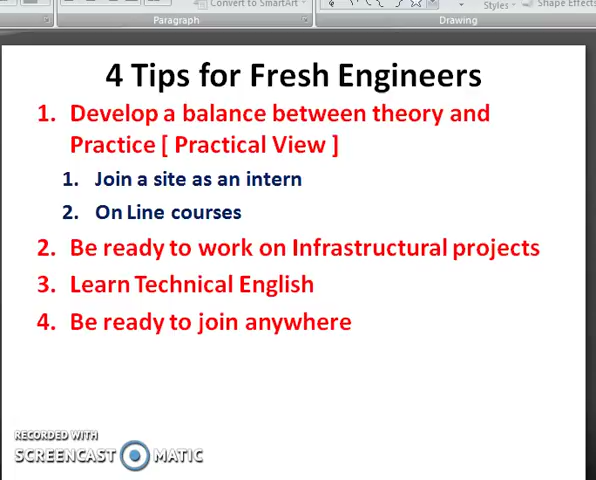 Convert to SmartArt
Shape Effects
Styles
Paragraph
Drawing
4 Tips for Fresh Engineers
1. Develop a balance between theory and
Practice [ Practical View ]
1. Join a site as an intern
2. On Line courses
2. Be ready to work on Infrastructural projects
3. Learn Technical English
4. Be ready to join anywhere
RECORDED WITH
SCREENCAST MATIC